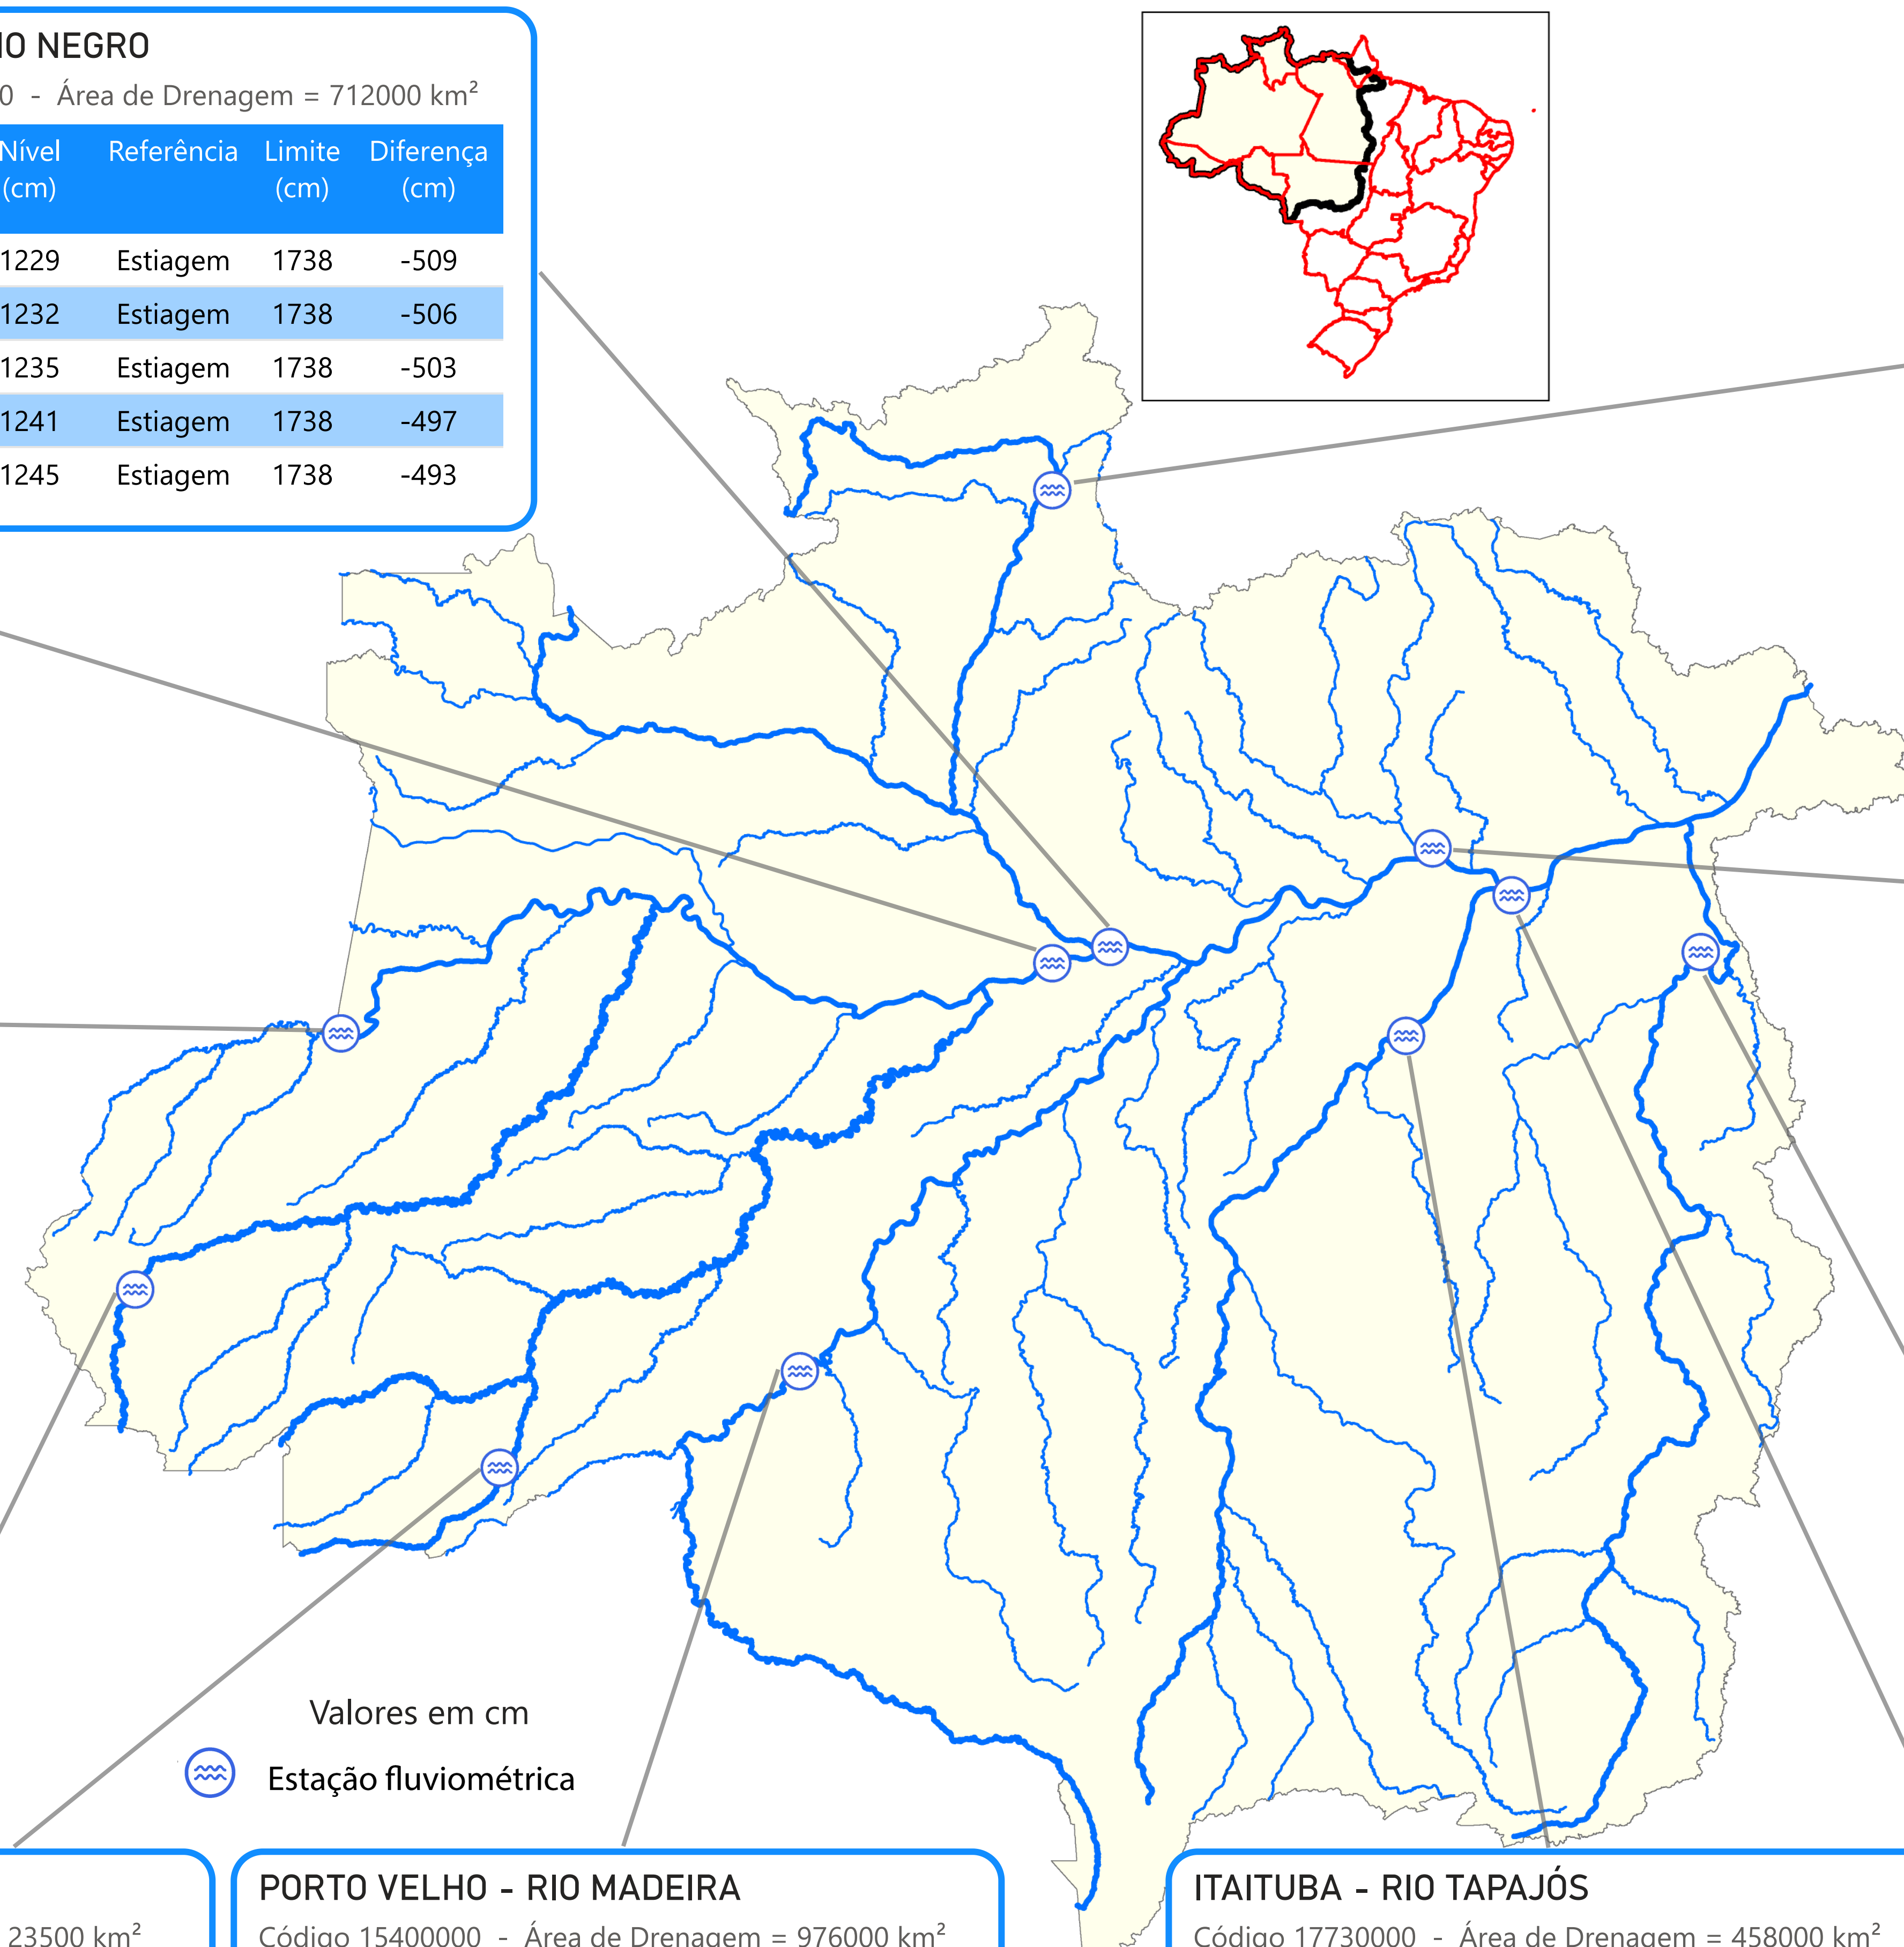 IO NEGRO
0 - Área de Drenagem = 712000 km²
Nível Referência Limite Diferença
(cm) (cm) (cm)
1229 Estiagem 1738 -509
1232 Estiagem 1738 -506
1235 Estiagem 1738 -503
1241 Estiagem 1738 -497
1245 Estiagem 1738 -493
Valores em cm
Estação fluviométrica
23500 km²
PORTO VELHO - RIO MADEIRA
Código 15400000 - Área de Drenagem = 976000 km²
ITAITUBA - RIO TAPAJÓS
Código 17730000 - Área de Drenagem = 458000 km²